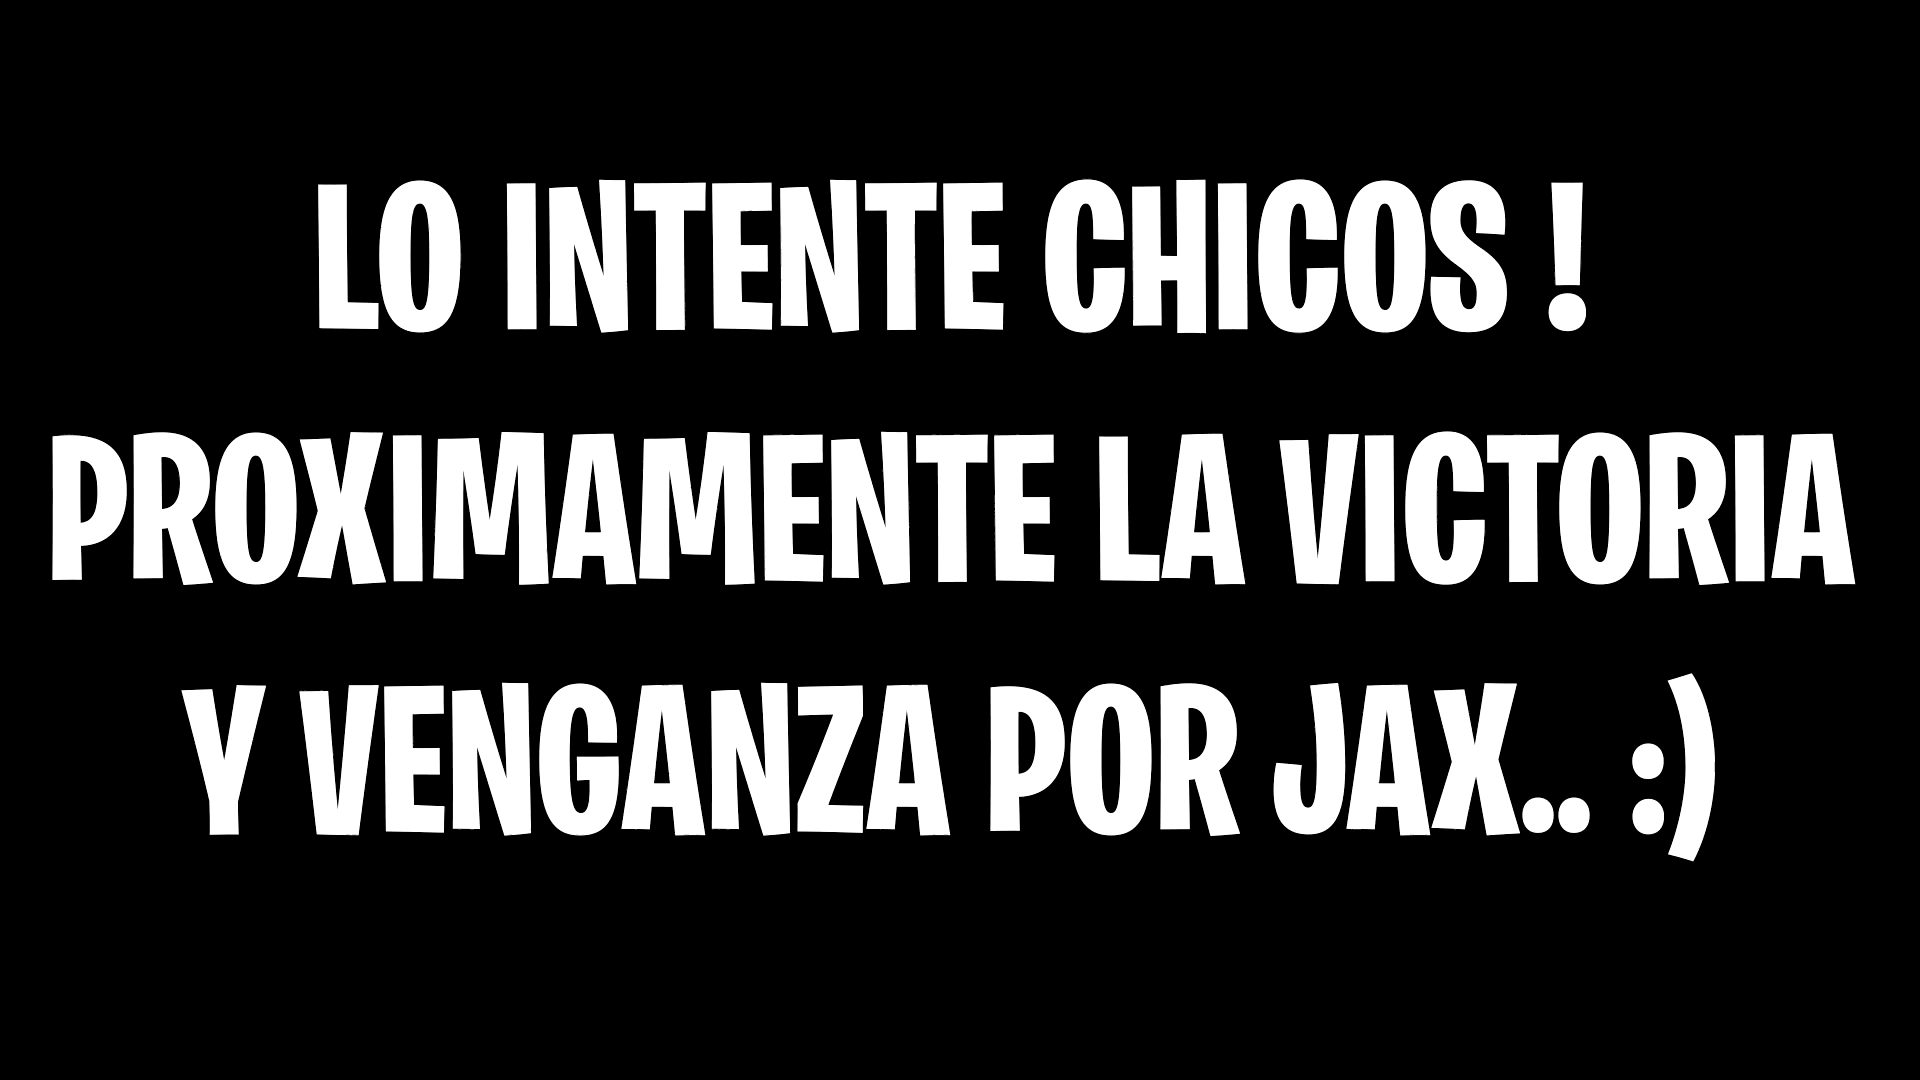 LO INTENTE CHICOS !
PROXIMAMENTE LA VICTORIA
Y VENGANZA POR JAX.. :)